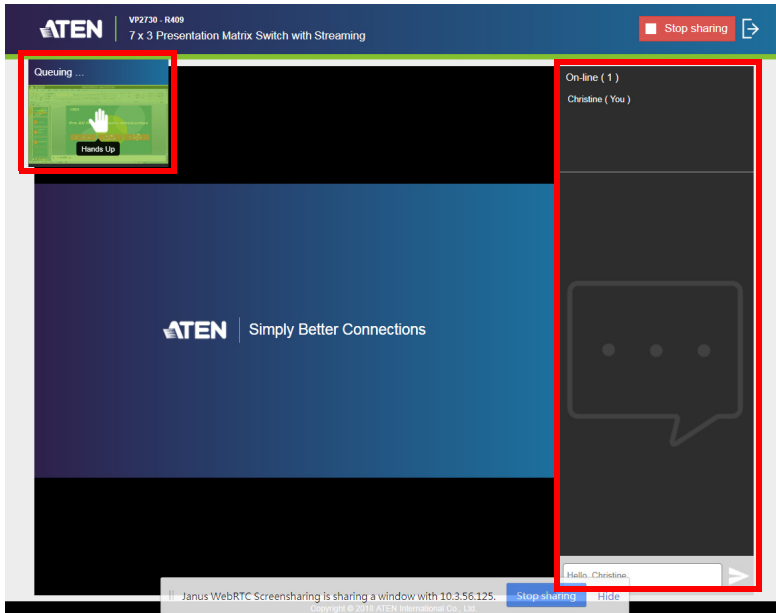 ATEN
VP2730 - R409
7 x 3 Presentation Matrix Switch with Streaming
Stop sharing
Queuing ...
Hands Up
On-line ( 1 )
Christine ( You )
ATEN
Simply Better Connections
Hello, Christine
Janus WebRTC Screensharing is sharing a window with 10.3.56.125.
Stop sharing
Hide
Copyright © 2018 ATEN International Co., Ltd.